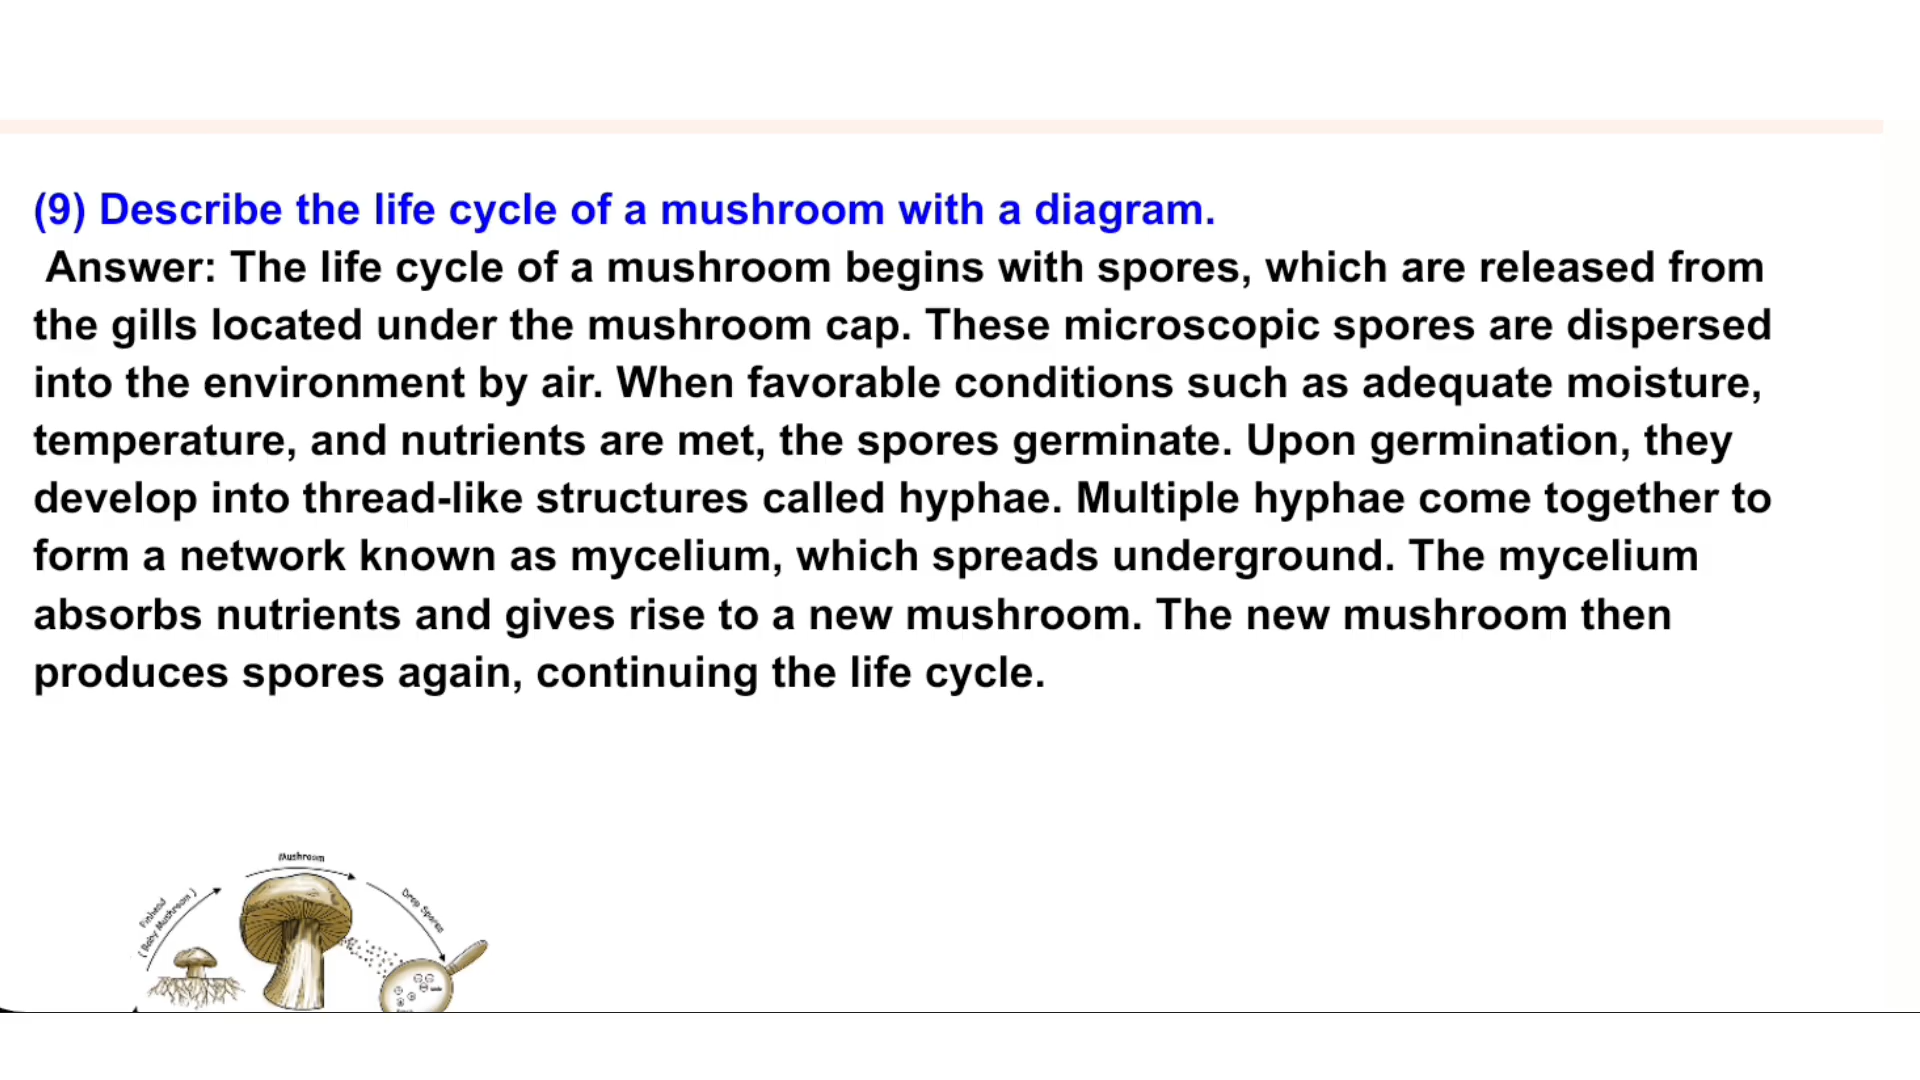 (9) Describe the life cycle of a mushroom with a diagram.
Answer: The life cycle of a mushroom begins with spores, which are released from
the gills located under the mushroom cap. These microscopic spores are dispersed
into the environment by air. When favorable conditions such as adequate moisture,
temperature, and nutrients are met, the spores germinate. Upon germination, they
develop into thread-like structures called hyphae. Multiple hyphae come together to
form a network known as mycelium, which spreads underground. The mycelium
absorbs nutrients and gives rise to a new mushroom. The new mushroom then
produces spores again, continuing the life cycle.
Mushroom
Pinhead
( Baby Mushroom )
Drop Spores